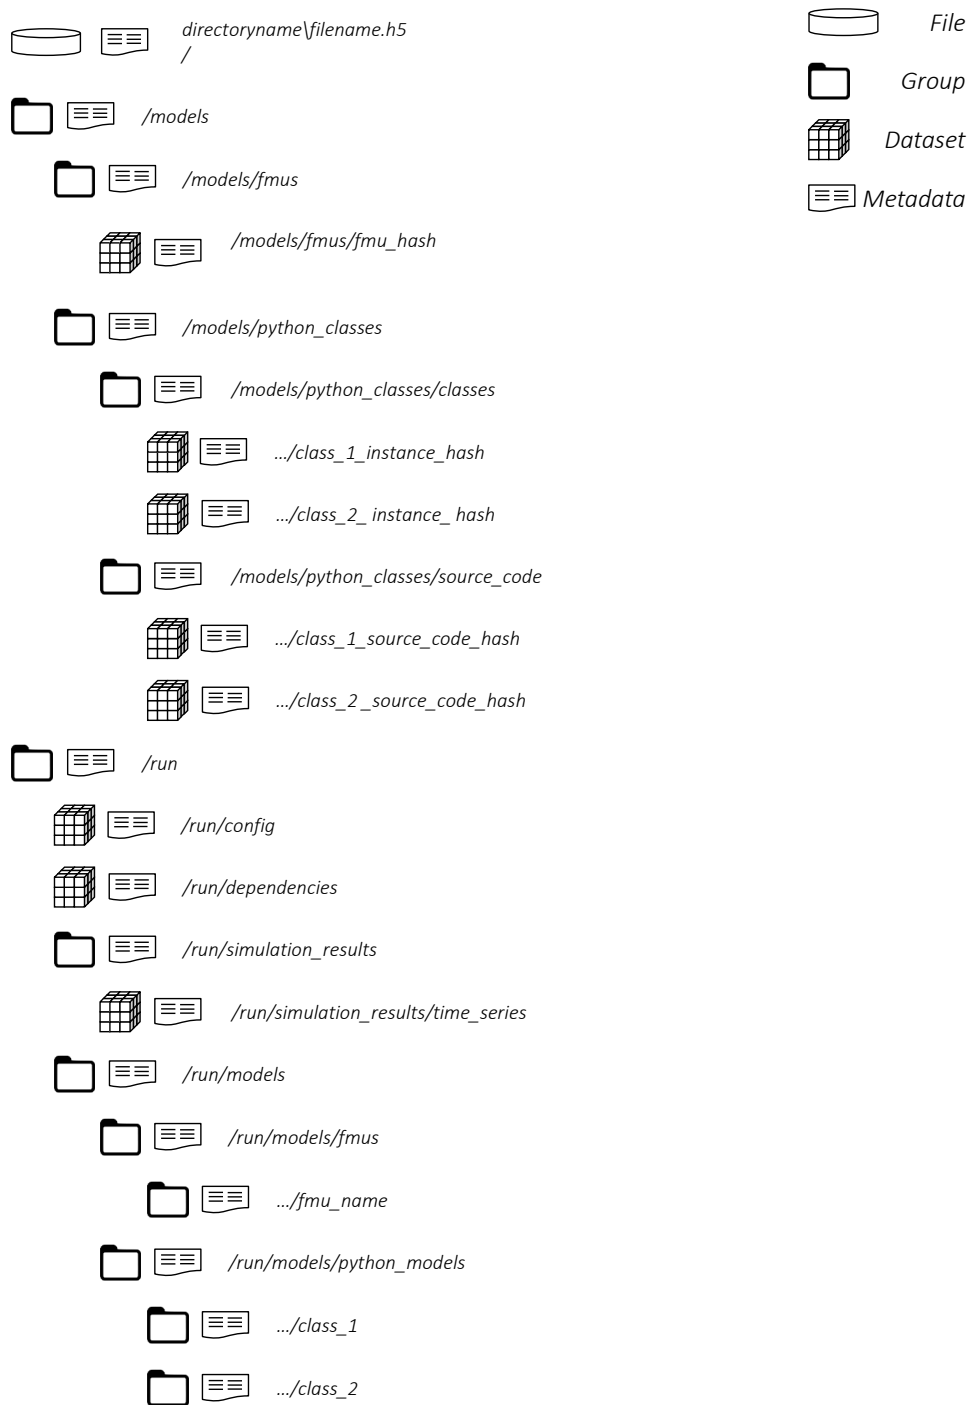 directoryname\filename.h5
/
File
/models
Group
/models/fmus
Dataset
Metadata
/models/fmus/fmu_hash
/models/python_classes
/models/python_classes/classes
.../class_1_instance_hash
.../class_2_ instance_ hash
/models/python_classes/source_code
.../class_1_source_code_hash
.../class_2 _source_code_hash
/run
/run/config
/run/dependencies
/run/simulation_results
/run/simulation_results/time_series
/run/models
/run/models/fmus
.../fmu_name
/run/models/python_models
.../class_1
.../class_2